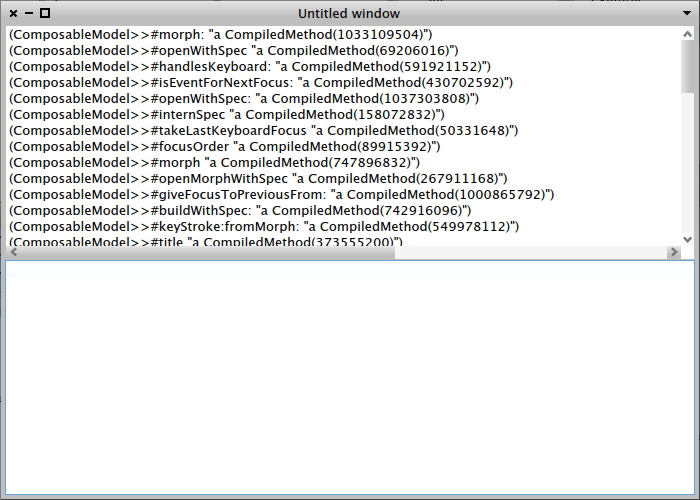 Untitled window
(ComposableModel>>#morph: "a CompiledMethod(1033109504)")
(ComposableModel>>#openWithSpec "a CompiledMethod(69206016)")
(ComposableModel>>#handlesKeyboard: "a CompiledMethod(591921152)")
(ComposableModel>>#isEventForNextFocus: "a CompiledMethod(430702592)")
(ComposableModel>>#openWithSpec: "a CompiledMethod(1037303808)")
(ComposableModel>>#internSpec "a CompiledMethod(158072832)")
(ComposableModel>>#takeLastKeyboardFocus "a CompiledMethod(50331648)")
(ComposableModel>>#focusOrder "a CompiledMethod(89915392)")
(ComposableModel>>#morph "a CompiledMethod(747896832)")
(ComposableModel>>#openMorphWithSpec "a CompiledMethod(267911168)")
(ComposableModel>>#giveFocusToPreviousFrom: "a CompiledMethod(1000865792)")
(ComposableModel>>#buildWithSpec: "a CompiledMethod(742916096)")
(ComposableModel>>#keyStroke:fromMorph: "a CompiledMethod(549978112)")
(ComposableModel>>#title "a CompiledMethod(373555200)")